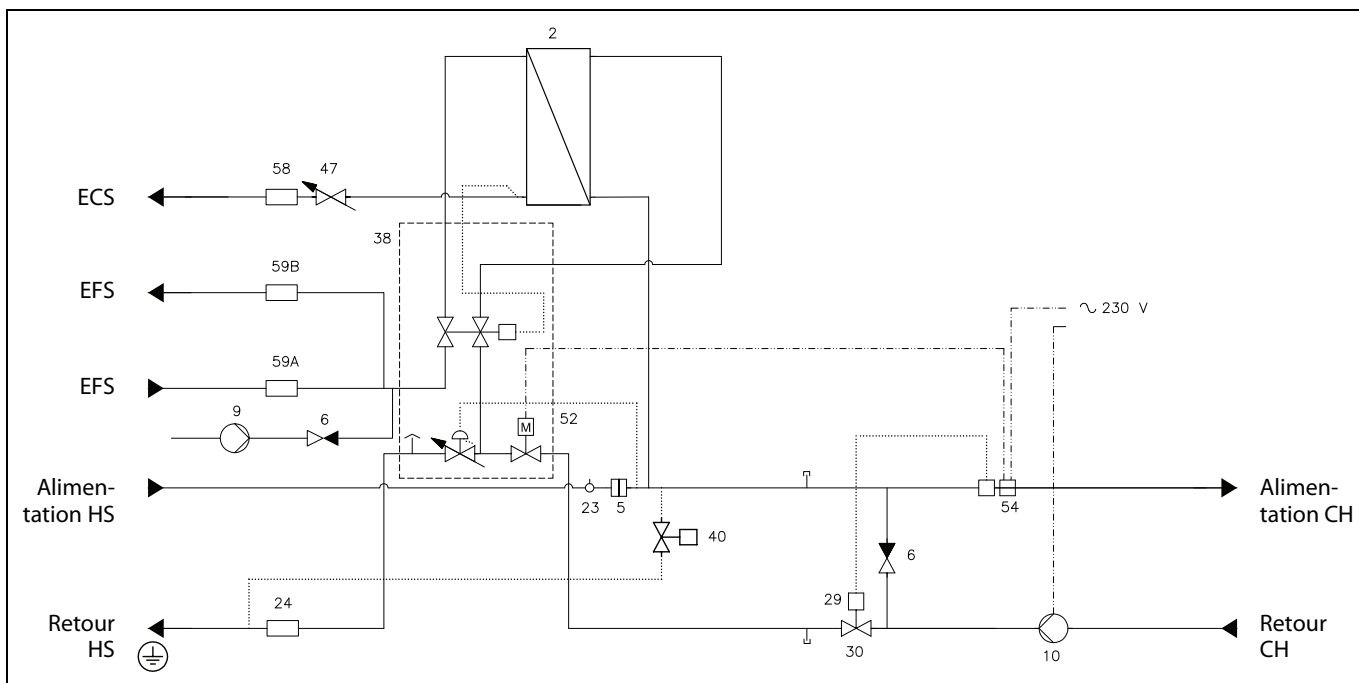 2
58
47
ECS
38
59B
EFS
230 V
59A
EFS
9
6
52
M
Alimen-
tation HS
23
5
54
Alimen-
tation CH
40
6
24
29
Retour
HS
30
10
Retour
CH